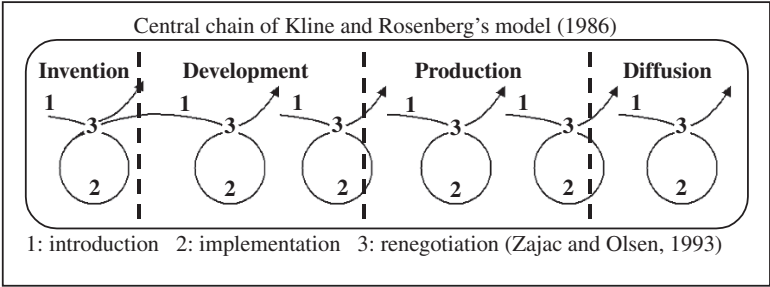 Central chain of Kline and Rosenberg's model (1986)
Invention Development Production Diffusion
1 1 1 1 1 1
3 3 3 3 3 3
2 2 2 2 2 2
1: introduction 2: implementation 3: renegotiation (Zajac and Olsen, 1993)